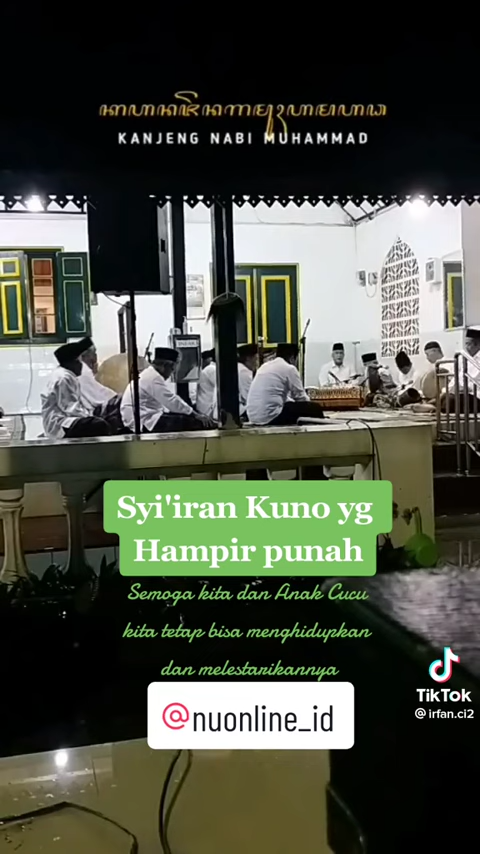 KANJENG NABI MUHAMMAD
Syi'iran Kuno yg
Hampir punah
Semoga kita dan Anak Cucu
kita tetap bisa menghidupkan
dan melestarikannya
@nuonline_id
TikTok
@irfan.ci2